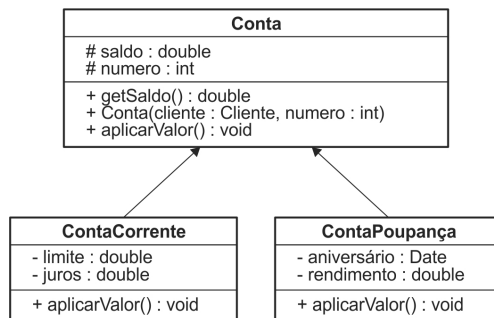 Conta
# saldo : double
# numero : int
+ getSaldo() : double
+ Conta(cliente : Cliente, numero : int)
+ aplicarValor() : void
ContaCorrente
- limite : double
- juros : double
+ aplicarValor() : void
ContaPoupança
- aniversário : Date
- rendimento : double
+ aplicarValor() : void